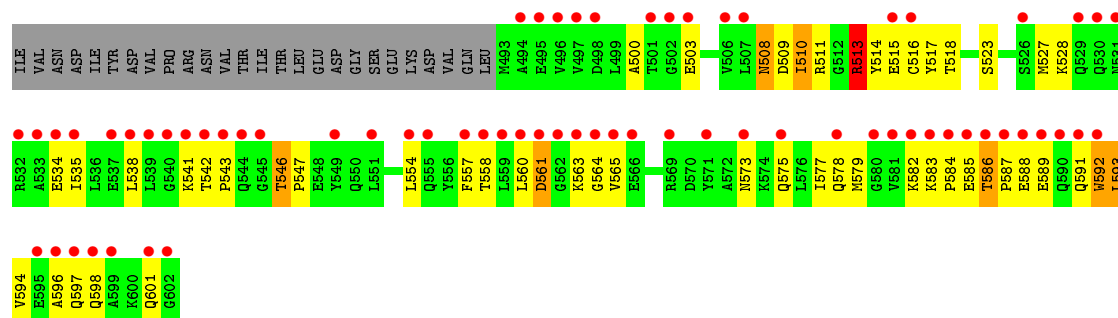 ILE VAL ASN ASP ILE TYR ASP VAL PRO ARG ASN VAL THR ILE THR LEU GLU ASP GLY SER GLU LYS ASP VAL GLN LEU M493 A494 E495 V496 V497 D498 L499 A500 T501 G502 E503 V506 L507 N508 D509 I510 R511 G512 R513 Y514 E515 C516 Y517 T518 S523 S526 M527 K528 Q529 Q530 N531
R532 A533 E534 I535 L536 E537 L538 L539 G540 K541 T542 P543 Q544 G545 T546 P547 E548 Y549 Q550 L551 L554 Q555 Y556 F557 T558 L559 L560 D561 G562 K563 G564 V565 E566 R569 D570 Y571 A572 N573 K574 Q575 L576 I577 Q578 M579 G580 V581 K582 K583 P584 E585 T586 P587 E588 E589 Q590 Q591 W592 L593
V594 E595 A596 Q597 Q598 A599 K600 Q601 G602